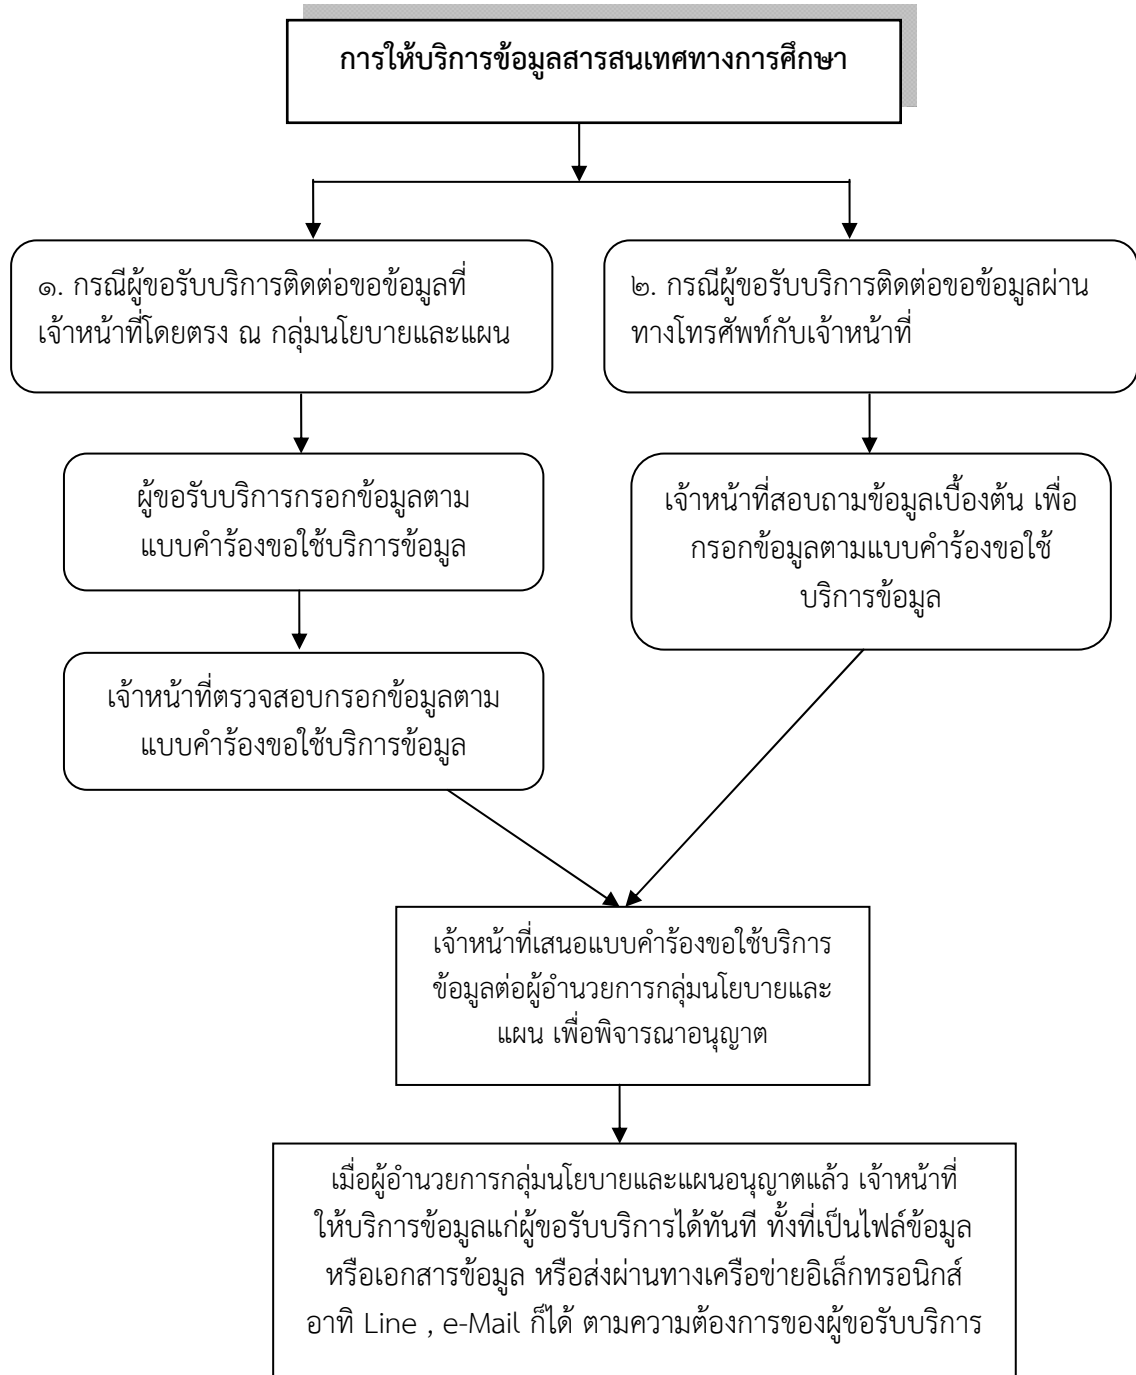 การให้บริการข้อมูลสารสนเทศทางการศึกษา
๑. กรณีผู้ขอรับบริการติดต่อขอข้อมูลที่
เจ้าหน้าที่โดยตรง ณ กลุ่มนโยบายและแผน
๒. กรณีผู้ขอรับบริการติดต่อขอข้อมูลผ่าน
ทางโทรศัพท์กับเจ้าหน้าที่
ผู้ขอรับบริการกรอกข้อมูลตาม
แบบคำร้องขอใช้บริการข้อมูล
เจ้าหน้าที่สอบถามข้อมูลเบื้องต้น เพื่อ
กรอกข้อมูลตามแบบคำร้องขอใช้
บริการข้อมูล
เจ้าหน้าที่ตรวจสอบกรอกข้อมูลตาม
แบบคำร้องขอใช้บริการข้อมูล
เจ้าหน้าที่เสนอแบบคำร้องขอใช้บริการ
ข้อมูลต่อผู้อำนวยการกลุ่มนโยบายและ
แผน เพื่อพิจารณาอนุญาต
เมื่อผู้อำนวยการกลุ่มนโยบายและแผนอนุญาตแล้ว เจ้าหน้าที่
ให้บริการข้อมูลแก่ผู้ขอรับบริการได้ทันที ทั้งที่เป็นไฟล์ข้อมูล
หรือเอกสารข้อมูล หรือส่งผ่านทางเครือข่ายอิเล็กทรอนิกส์
อาทิ Line , e-Mail ก็ได้ ตามความต้องการของผู้ขอรับบริการ